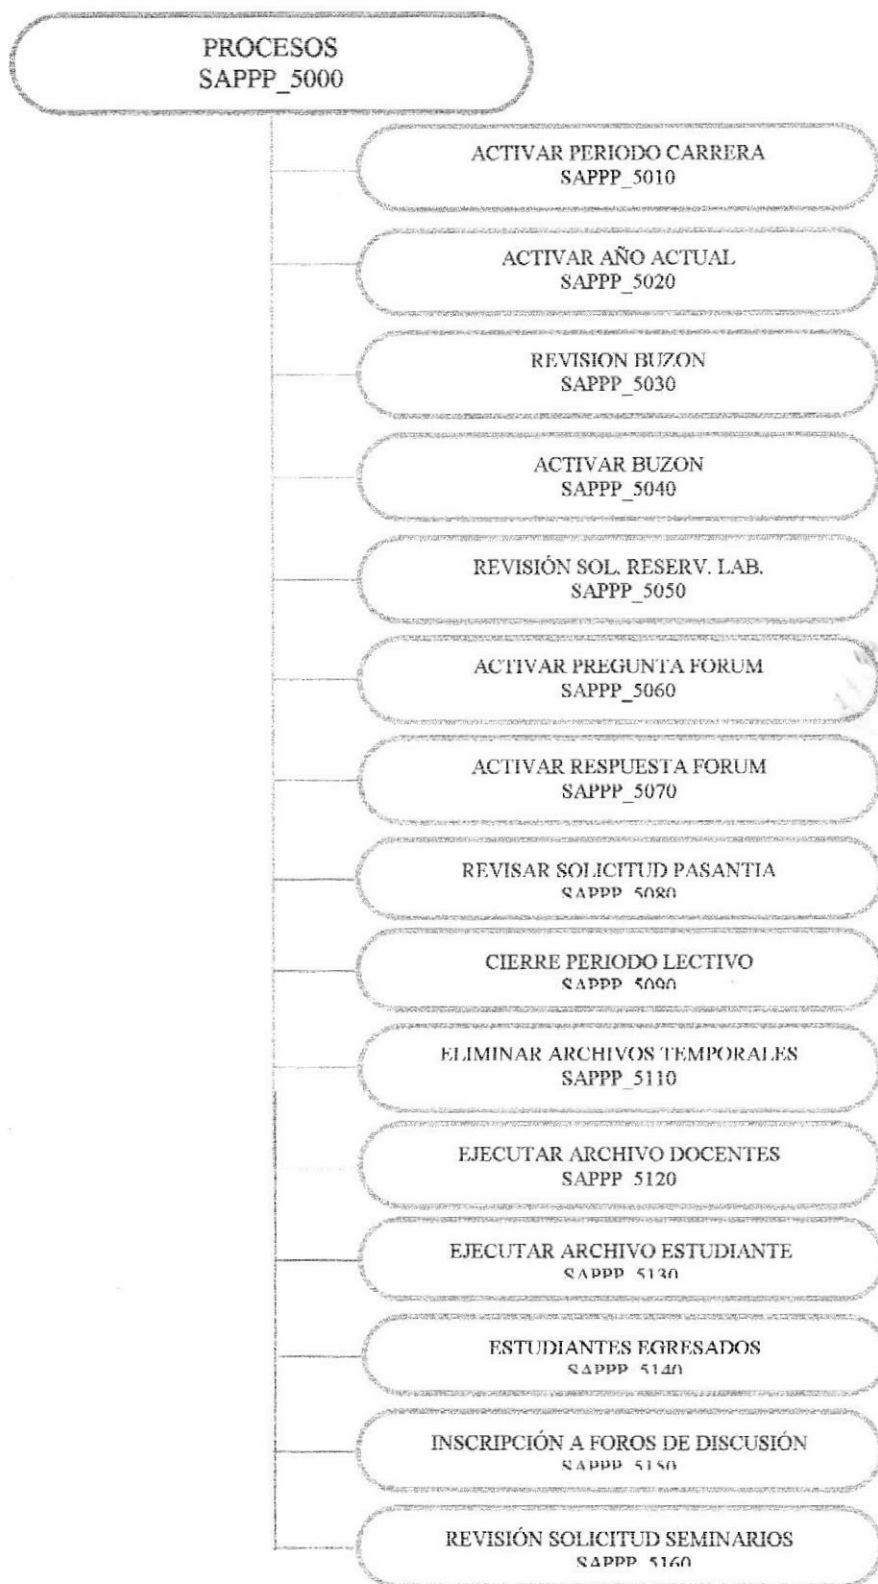 PROCESOS
SAPPP_5000
ACTIVAR PERIODO CARRERA
SAPPP_5010
ACTIVAR AÑO ACTUAL
SAPPP_5020
REVISION BUZON
SAPPP_5030
ACTIVAR BUZON
SAPPP_5040
REVISIÓN SOL. RESERV. LAB.
SAPPP_5050
ACTIVAR PREGUNTA FORUM
SAPPP_5060
ACTIVAR RESPUESTA FORUM
SAPPP_5070
REVISAR SOLICITUD PASANTIA
SAPPP_5080
CIERRE PERIODO LECTIVO
SAPPP_5090
ELIMINAR ARCHIVOS TEMPORALES
SAPPP_5110
EJECUTAR ARCHIVO DOCENTES
SAPPP_5120
EJECUTAR ARCHIVO ESTUDIANTE
SAPPP_5130
ESTUDIANTES EGRESADOS
SAPPP_5140
INSCRIPCIÓN A FOROS DE DISCUSIÓN
SAPPP_5150
REVISIÓN SOLICITUD SEMINARIOS
SAPPP_5160